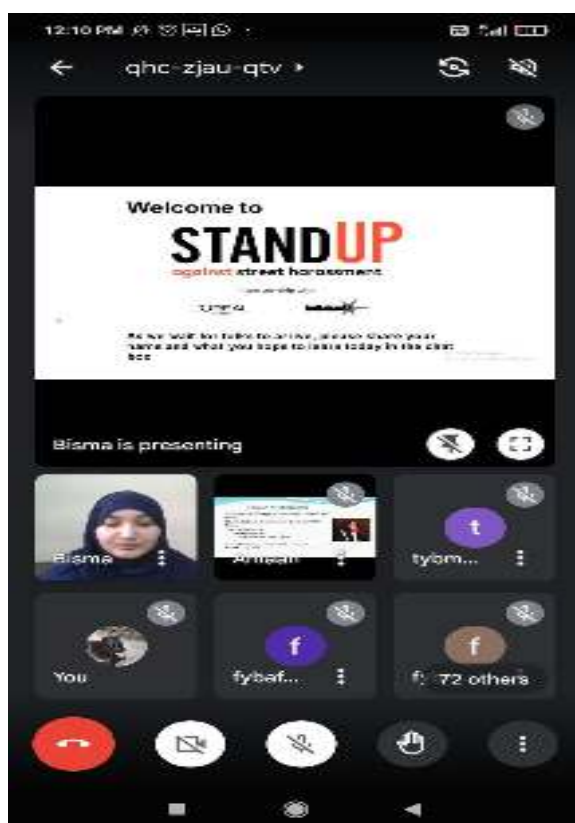 12:10 PM
qhc-zjau-qtv
Welcome to
STANDUP
against street harassment
As we wait for folks to arrive, please share your
name and what you hope to learn today in the chat
box
Bisma is presenting
Bisma
tybm...
You
fybaf...
f
72 others
t
f
f